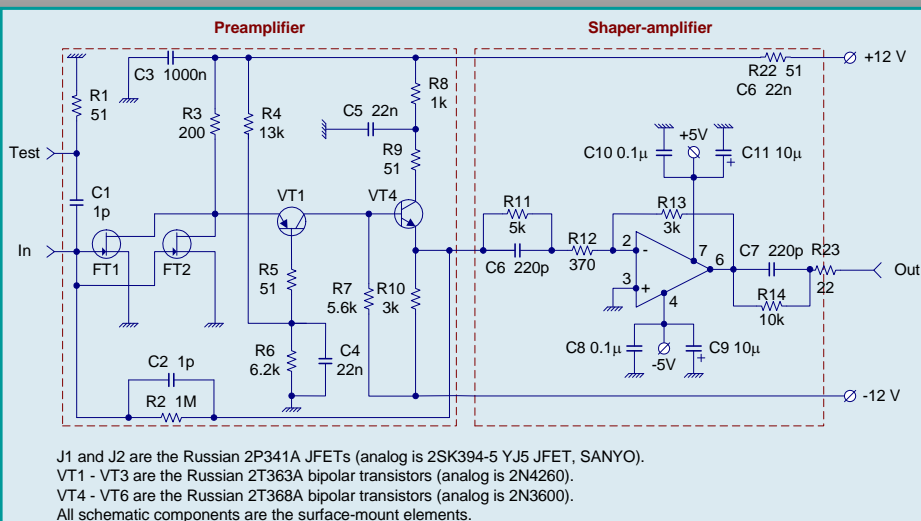 Preamplifier
Shaper-amplifier
C3 1000n
R1
51
R3
200
R4
13k
C5 22n
R8
1k
R9
51
R22 51
C6 22n
+12 V
Test
C1
1p
In
FT1
FT2
VT1
VT4
R5
51
R7
5.6k
R10
3k
R6
6.2k
C4
22n
C2 1p
R2 1M
R11
5k
C6 220p
R12
370
C10 0.1µ
+5V
C11 10µ
+
R13
3k
2
-
3
+
7
6
4
C7 220p
R23
22
Out
R14
10k
C8 0.1µ
-5V
C9 10µ
+
-12 V
J1 and J2 are the Russian 2P341A JFETs (analog is 2SK394-5 YJ5 JFET, SANYO).
VT1 - VT3 are the Russian 2T363A bipolar transistors (analog is 2N4260).
VT4 - VT6 are the Russian 2T368A bipolar transistors (analog is 2N3600).
All schematic components are the surface-mount elements.